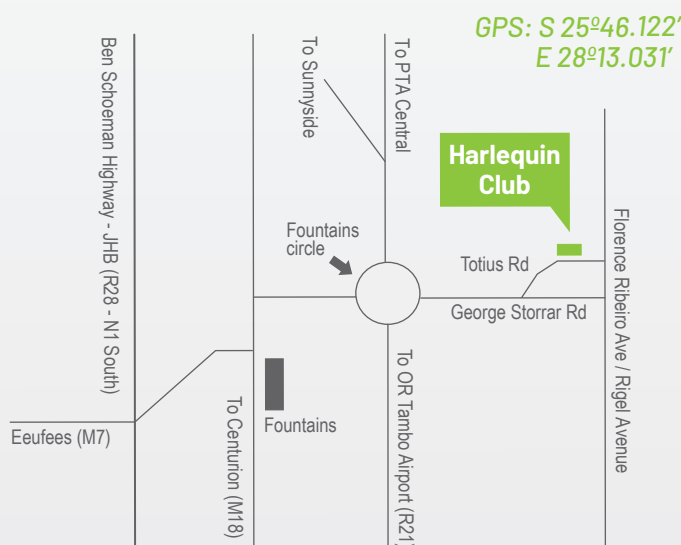 GPS: S 25º46.122’
E 28º13.031’
Ben Schoeman Highway - JHB (R28 - N1 South)
To Sunnyside
To PTA Central
Harlequin
Club
Fountains
circle
Totius Rd
George Storrar Rd
Florence Ribeiro Ave / Rigel Avenue
Eeufees (M7)
To Centurion (M18)
Fountains
To OR Tambo Airport (R21)